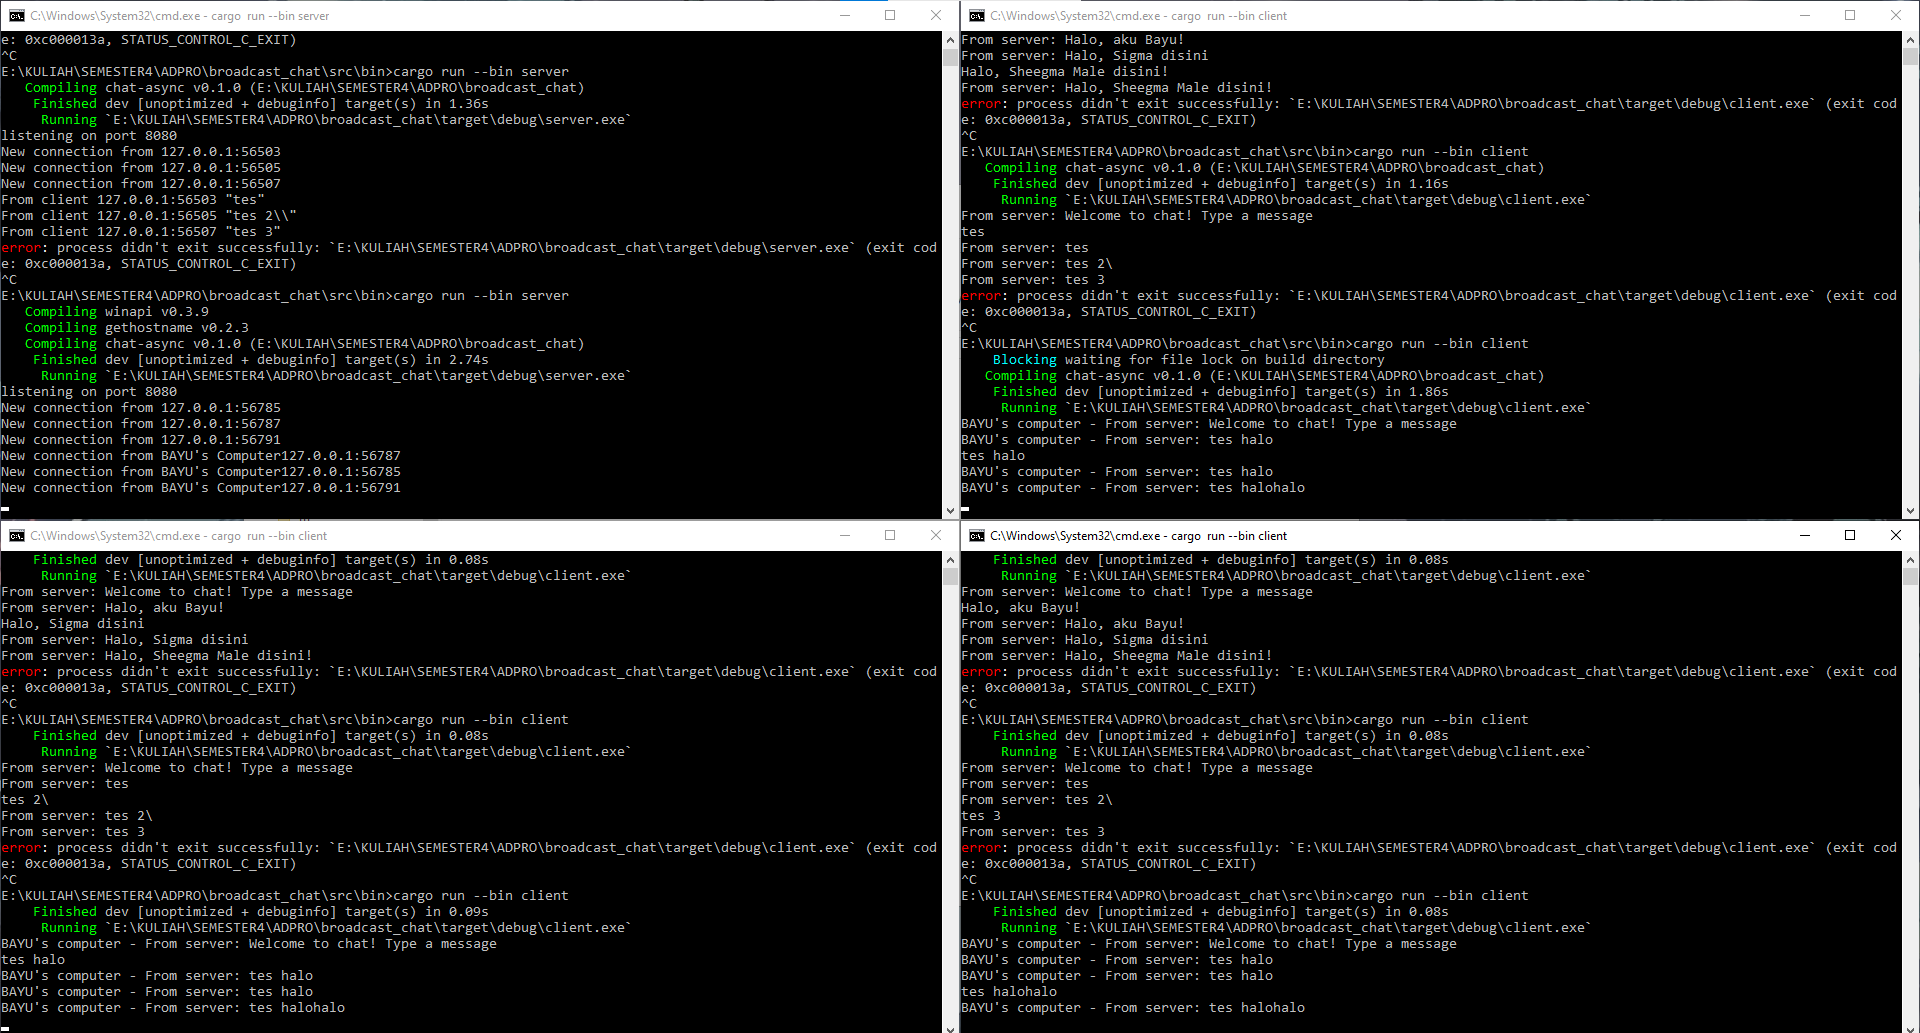 C:\Windows\System32\cmd.exe - cargo  run --bin server
e: 0xc000013a, STATUS_CONTROL_C_EXIT)
^C
E:\KULIAH\SEMESTER4\ADPRO\broadcast_chat\src\bin>cargo run --bin server
   Compiling chat-async v0.1.0 (E:\KULIAH\SEMESTER4\ADPRO\broadcast_chat)
    Finished dev [unoptimized + debuginfo] target(s) in 1.36s
     Running `E:\KULIAH\SEMESTER4\ADPRO\broadcast_chat\target\debug\server.exe`
listening on port 8080
New connection from 127.0.0.1:56503
New connection from 127.0.0.1:56505
New connection from 127.0.0.1:56507
From client 127.0.0.1:56503 "tes"
From client 127.0.0.1:56505 "tes 2\\"
From client 127.0.0.1:56507 "tes 3"
error: process didn't exit successfully: `E:\KULIAH\SEMESTER4\ADPRO\broadcast_chat\target\debug\server.exe` (exit cod
e: 0xc000013a, STATUS_CONTROL_C_EXIT)
^C
E:\KULIAH\SEMESTER4\ADPRO\broadcast_chat\src\bin>cargo run --bin server
   Compiling winapi v0.3.9
   Compiling gethostname v0.2.3
   Compiling chat-async v0.1.0 (E:\KULIAH\SEMESTER4\ADPRO\broadcast_chat)
    Finished dev [unoptimized + debuginfo] target(s) in 2.74s
     Running `E:\KULIAH\SEMESTER4\ADPRO\broadcast_chat\target\debug\server.exe`
listening on port 8080
New connection from 127.0.0.1:56785
New connection from 127.0.0.1:56787
New connection from 127.0.0.1:56791
New connection from BAYU's Computer127.0.0.1:56787
New connection from BAYU's Computer127.0.0.1:56785
New connection from BAYU's Computer127.0.0.1:56791
C:\Windows\System32\cmd.exe - cargo  run --bin client
From server: Halo, aku Bayu!
From server: Halo, Sigma disini
Halo, Sheegma Male disini!
From server: Halo, Sheegma Male disini!
error: process didn't exit successfully: `E:\KULIAH\SEMESTER4\ADPRO\broadcast_chat\target\debug\client.exe` (exit cod
e: 0xc000013a, STATUS_CONTROL_C_EXIT)
^C
E:\KULIAH\SEMESTER4\ADPRO\broadcast_chat\src\bin>cargo run --bin client
   Compiling chat-async v0.1.0 (E:\KULIAH\SEMESTER4\ADPRO\broadcast_chat)
    Finished dev [unoptimized + debuginfo] target(s) in 1.16s
     Running `E:\KULIAH\SEMESTER4\ADPRO\broadcast_chat\target\debug\client.exe`
From server: Welcome to chat! Type a message
tes
From server: tes
From server: tes 2\
From server: tes 3
error: process didn't exit successfully: `E:\KULIAH\SEMESTER4\ADPRO\broadcast_chat\target\debug\client.exe` (exit cod
e: 0xc000013a, STATUS_CONTROL_C_EXIT)
^C
E:\KULIAH\SEMESTER4\ADPRO\broadcast_chat\src\bin>cargo run --bin client
    Blocking waiting for file lock on build directory
   Compiling chat-async v0.1.0 (E:\KULIAH\SEMESTER4\ADPRO\broadcast_chat)
    Finished dev [unoptimized + debuginfo] target(s) in 1.86s
     Running `E:\KULIAH\SEMESTER4\ADPRO\broadcast_chat\target\debug\client.exe`
BAYU's computer - From server: Welcome to chat! Type a message
BAYU's computer - From server: tes halo
tes halo
BAYU's computer - From server: tes halo
BAYU's computer - From server: tes halohalo
C:\Windows\System32\cmd.exe - cargo  run --bin client
    Finished dev [unoptimized + debuginfo] target(s) in 0.08s
     Running `E:\KULIAH\SEMESTER4\ADPRO\broadcast_chat\target\debug\client.exe`
From server: Welcome to chat! Type a message
From server: Halo, aku Bayu!
Halo, Sigma disini
From server: Halo, Sigma disini
From server: Halo, Sheegma Male disini!
error: process didn't exit successfully: `E:\KULIAH\SEMESTER4\ADPRO\broadcast_chat\target\debug\client.exe` (exit cod
e: 0xc000013a, STATUS_CONTROL_C_EXIT)
^C
E:\KULIAH\SEMESTER4\ADPRO\broadcast_chat\src\bin>cargo run --bin client
    Finished dev [unoptimized + debuginfo] target(s) in 0.08s
     Running `E:\KULIAH\SEMESTER4\ADPRO\broadcast_chat\target\debug\client.exe`
From server: Welcome to chat! Type a message
From server: tes
tes 2\
From server: tes 2\
From server: tes 3
error: process didn't exit successfully: `E:\KULIAH\SEMESTER4\ADPRO\broadcast_chat\target\debug\client.exe` (exit cod
e: 0xc000013a, STATUS_CONTROL_C_EXIT)
^C
E:\KULIAH\SEMESTER4\ADPRO\broadcast_chat\src\bin>cargo run --bin client
    Finished dev [unoptimized + debuginfo] target(s) in 0.09s
     Running `E:\KULIAH\SEMESTER4\ADPRO\broadcast_chat\target\debug\client.exe`
BAYU's computer - From server: Welcome to chat! Type a message
tes halo
BAYU's computer - From server: tes halo
BAYU's computer - From server: tes halo
BAYU's computer - From server: tes halohalo
C:\Windows\System32\cmd.exe - cargo  run --bin client
    Finished dev [unoptimized + debuginfo] target(s) in 0.08s
     Running `E:\KULIAH\SEMESTER4\ADPRO\broadcast_chat\target\debug\client.exe`
From server: Welcome to chat! Type a message
Halo, aku Bayu!
From server: Halo, aku Bayu!
From server: Halo, Sigma disini
From server: Halo, Sheegma Male disini!
error: process didn't exit successfully: `E:\KULIAH\SEMESTER4\ADPRO\broadcast_chat\target\debug\client.exe` (exit cod
e: 0xc000013a, STATUS_CONTROL_C_EXIT)
^C
E:\KULIAH\SEMESTER4\ADPRO\broadcast_chat\src\bin>cargo run --bin client
    Finished dev [unoptimized + debuginfo] target(s) in 0.08s
     Running `E:\KULIAH\SEMESTER4\ADPRO\broadcast_chat\target\debug\client.exe`
From server: Welcome to chat! Type a message
From server: tes
From server: tes 2\
tes 3
From server: tes 3
error: process didn't exit successfully: `E:\KULIAH\SEMESTER4\ADPRO\broadcast_chat\target\debug\client.exe` (exit cod
e: 0xc000013a, STATUS_CONTROL_C_EXIT)
^C
E:\KULIAH\SEMESTER4\ADPRO\broadcast_chat\src\bin>cargo run --bin client
    Finished dev [unoptimized + debuginfo] target(s) in 0.08s
     Running `E:\KULIAH\SEMESTER4\ADPRO\broadcast_chat\target\debug\client.exe`
BAYU's computer - From server: Welcome to chat! Type a message
BAYU's computer - From server: tes halo
BAYU's computer - From server: tes halo
tes halohalo
BAYU's computer - From server: tes halohalo